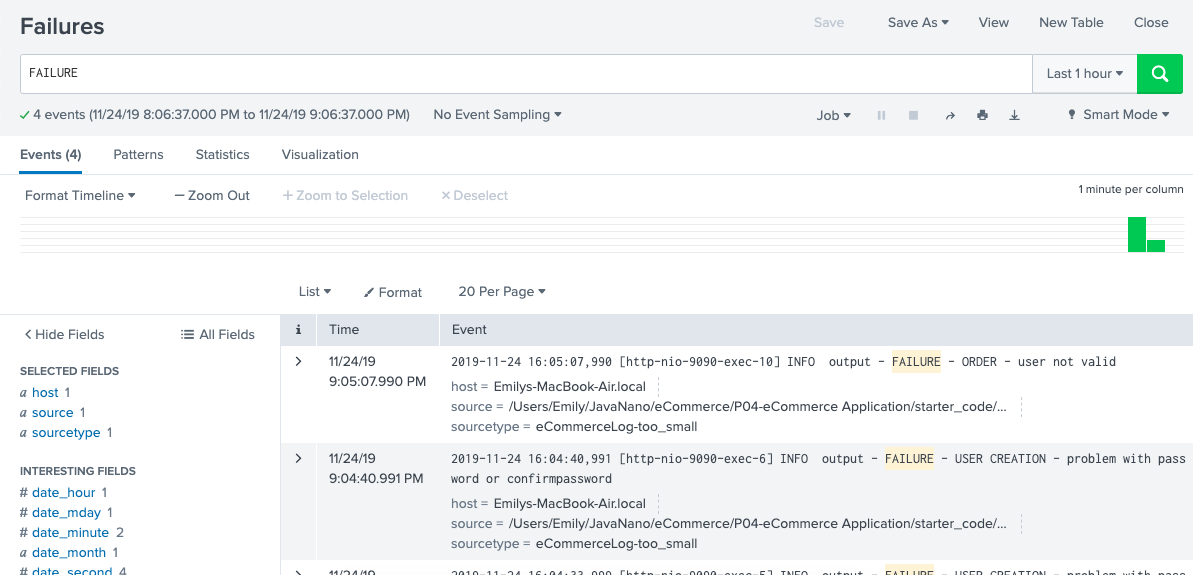 Failures
Save Save As View New Table Close
FAILURE
Last 1 hour
4 events (11/24/19 8:06:37.000 PM to 11/24/19 9:06:37.000 PM) No Event Sampling Job Smart Mode
Events (4) Patterns Statistics Visualization
Format Timeline — Zoom Out + Zoom to Selection × Deselect
1 minute per column
List Format 20 Per Page
Hide Fields All Fields
SELECTED FIELDS
a host 1
a source 1
a sourcetype 1
INTERESTING FIELDS
# date_hour 1
# date_mday 1
# date_minute 2
a date_month 1
# date_second 4
i Time Event
11/24/19
9:05:07.990 PM
2019-11-24 16:05:07,990 [http-nio-9090-exec-10] INFO output - FAILURE - ORDER - user not valid
host = Emilys-MacBook-Air.local
source = /Users/Emily/JavaNano/eCommerce/P04-eCommerce Application/starter_code/...
sourcetype = eCommerceLog-too_small
11/24/19
9:04:40.991 PM
2019-11-24 16:04:40,991 [http-nio-9090-exec-6] INFO output - FAILURE - USER CREATION - problem with pass
word or confirmpassword
host = Emilys-MacBook-Air.local
source = /Users/Emily/JavaNano/eCommerce/P04-eCommerce Application/starter_code/...
sourcetype = eCommerceLog-too_small
11/24/19
2019-11-24 16:04:33,999 [http-nio-9090-exec-5] INFO output - FAILURE - USER CREATION - problem with pass